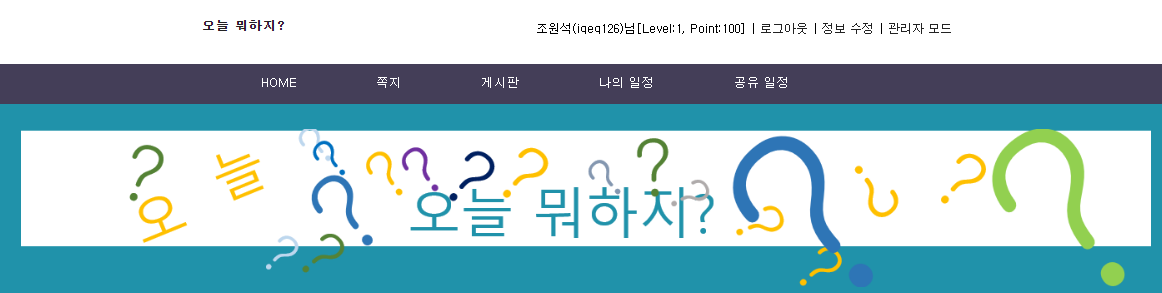 오늘 뭐하지?
조원석(iqeq126)님[Level:1, Point:100] | 로그아웃 | 정보 수정 | 관리자 모드
HOME 쪽지 게시판 나의 일정 공유 일정
? 오 늘 ? ? ? ? ? ? ? ? ? ? ? ? ? ? ? ? ? ? ?
오늘 뭐하지?